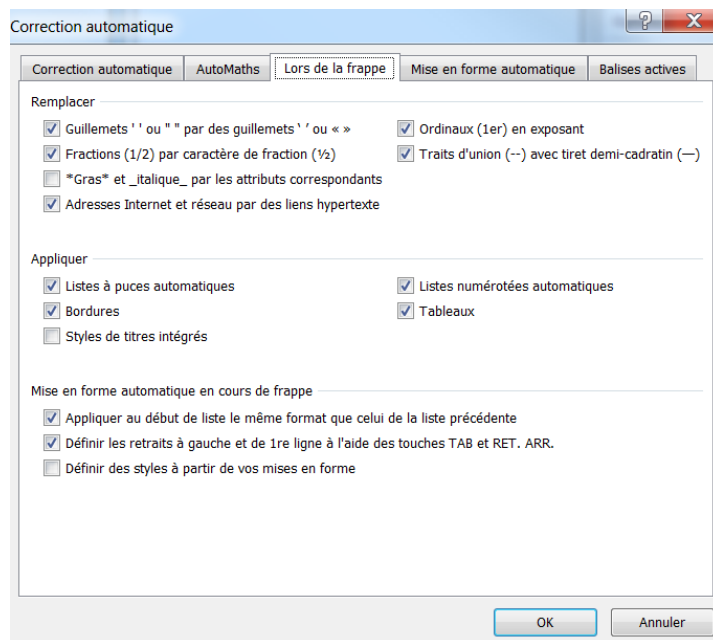 Correction automatique
Correction automatique AutoMaths Lors de la frappe Mise en forme automatique Balises actives
Remplacer
Guillemets ' ' ou " " par des guillemets ‘ ’ ou « » Ordinaux (1er) en exposant
Fractions (1/2) par caractère de fraction (½) Traits d'union (--) avec tiret demi-cadratin (—)
*Gras* et _italique_ par les attributs correspondants
Adresses Internet et réseau par des liens hypertexte
Appliquer
Listes à puces automatiques Listes numérotées automatiques
Bordures Tableaux
Styles de titres intégrés
Mise en forme automatique en cours de frappe
Appliquer au début de liste le même format que celui de la liste précédente
Définir les retraits à gauche et de 1re ligne à l'aide des touches TAB et RET. ARR.
Définir des styles à partir de vos mises en forme
OK Annuler